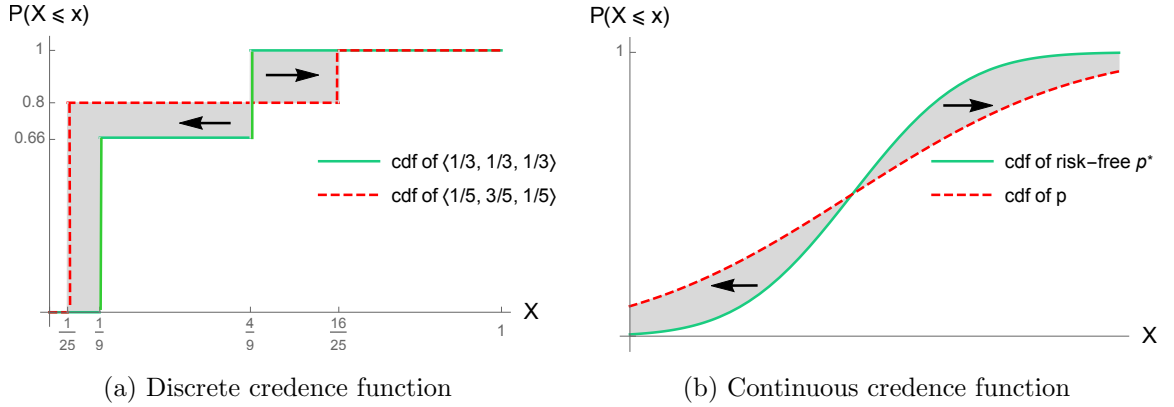 P(X ⩽ x)
1
0.8
0.66
cdf of ⟨1/3, 1/3, 1/3⟩
cdf of ⟨1/5, 3/5, 1/5⟩
X
1/25
1/9
4/9
16/25
1
(a) Discrete credence function
P(X ⩽ x)
1
cdf of risk–free p*
cdf of p
X
(b) Continuous credence function